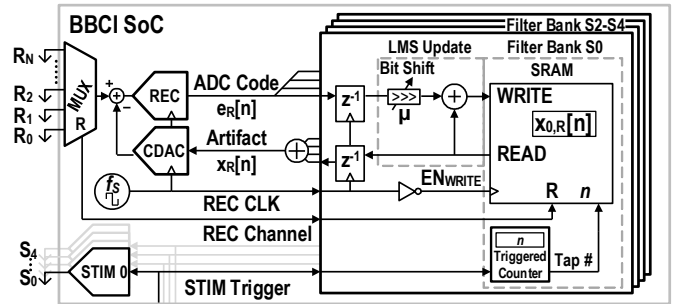 BBCI SoC
Filter Bank S2-S4
LMS Update
Filter Bank S0
RN
R2
R1
R0
MUX
R
+
−
REC
ADC Code
eR[n]
CDAC
Artifact
xR[n]
+
fS
REC CLK
REC Channel
z-1
z-1
Bit Shift
>>>
μ
+
SRAM
WRITE
x0,R[n]
READ
R n
ENWRITE
n
Triggered
Counter
Tap #
S4
S0
STIM 0
STIM Trigger